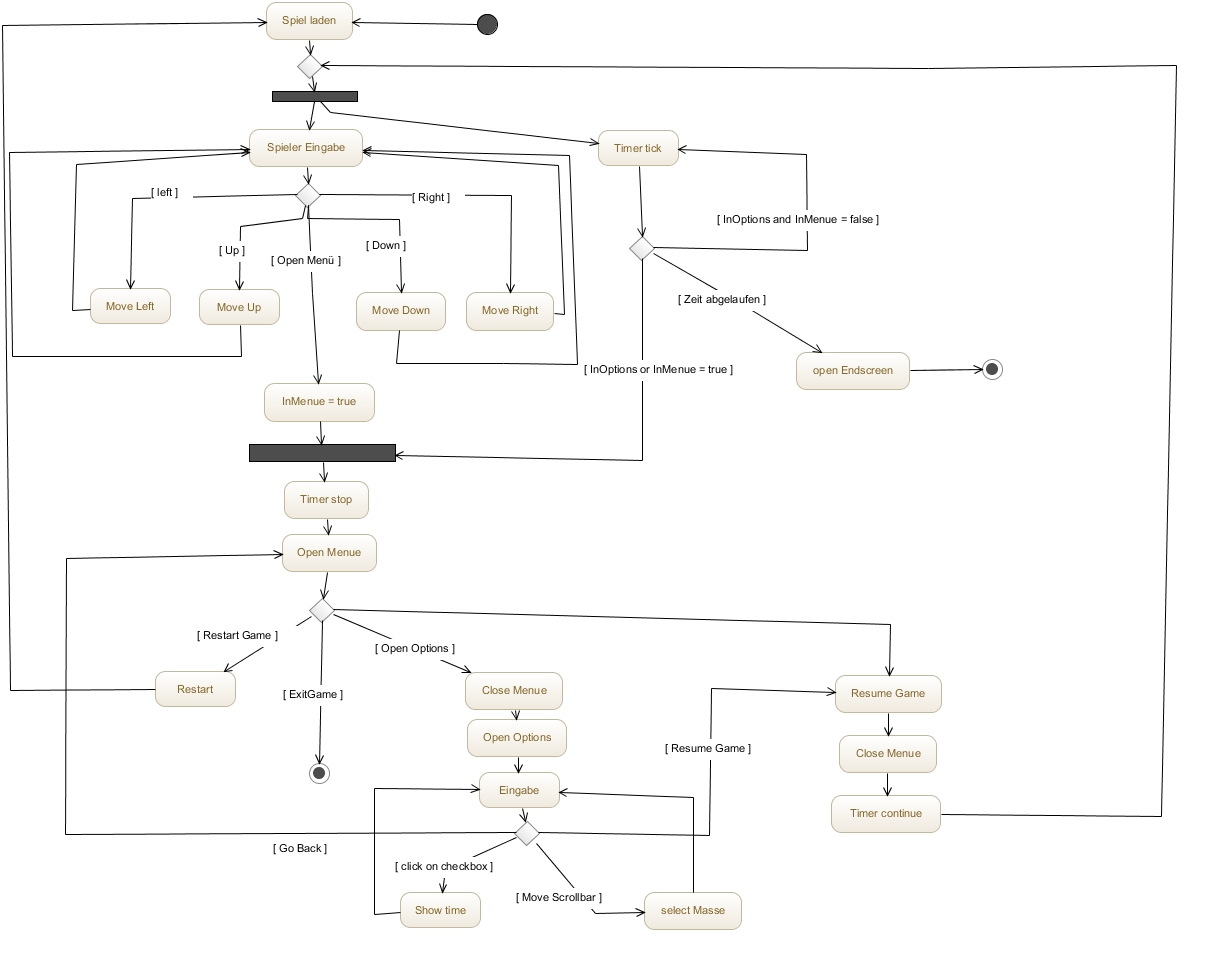 Spiel laden
Spieler Eingabe
Timer tick
[ left ]
[ Right ]
[ InOptions and InMenue = false ]
[ Up ]
[ Down ]
[ Open Menü ]
[ Zeit abgelaufen ]
Move Left
Move Up
Move Down
Move Right
[ InOptions or InMenue = true ]
open Endscreen
InMenue = true
Timer stop
Open Menue
[ Restart Game ]
[ Open Options ]
Restart
[ ExitGame ]
Close Menue
Resume Game
Open Options
[ Resume Game ]
Close Menue
Eingabe
Timer continue
[ Go Back ]
[ click on checkbox ]
[ Move Scrollbar ]
Show time
select Masse